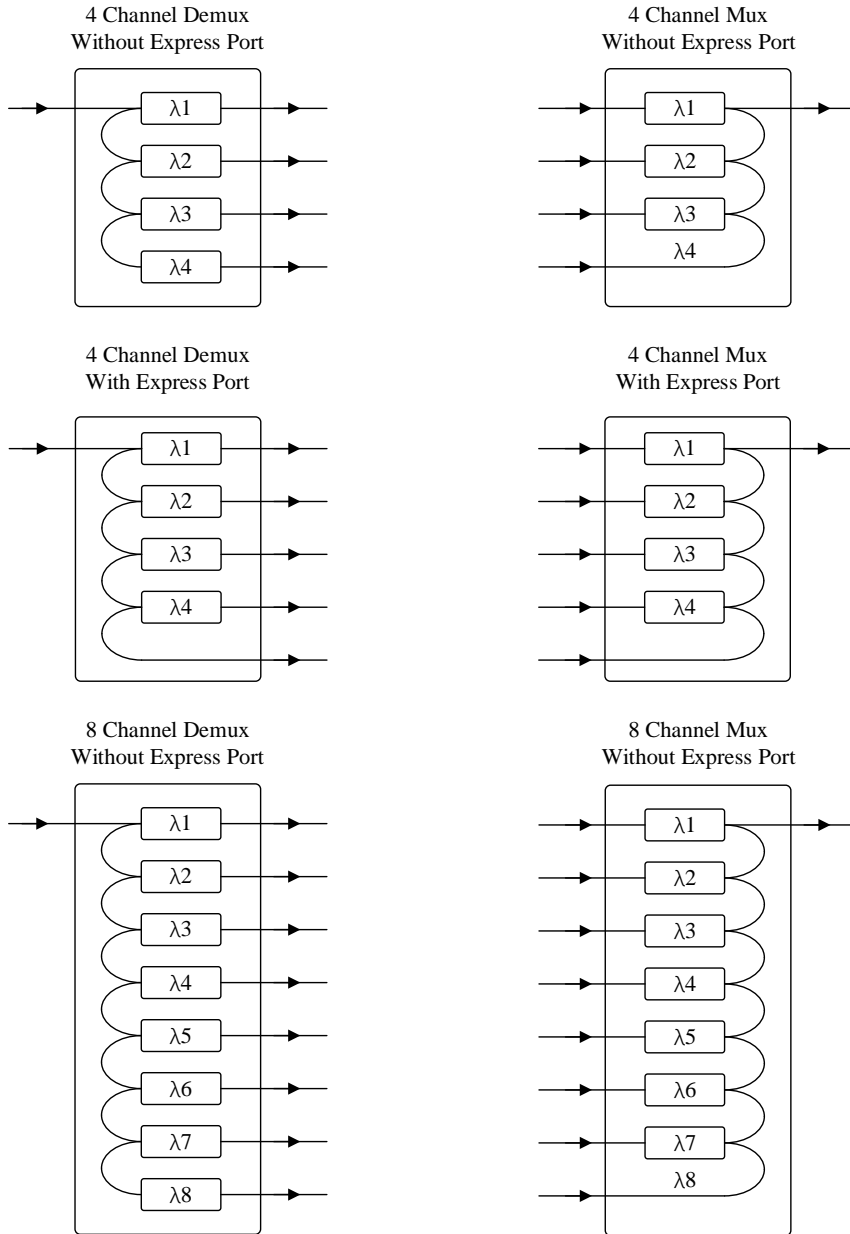 4 Channel Demux
Without Express Port
λ1
λ2
λ3
λ4
4 Channel Mux
Without Express Port
λ1
λ2
λ3
λ4
4 Channel Demux
With Express Port
λ1
λ2
λ3
λ4
4 Channel Mux
With Express Port
λ1
λ2
λ3
λ4
8 Channel Demux
Without Express Port
λ1
λ2
λ3
λ4
λ5
λ6
λ7
λ8
8 Channel Mux
Without Express Port
λ1
λ2
λ3
λ4
λ5
λ6
λ7
λ8